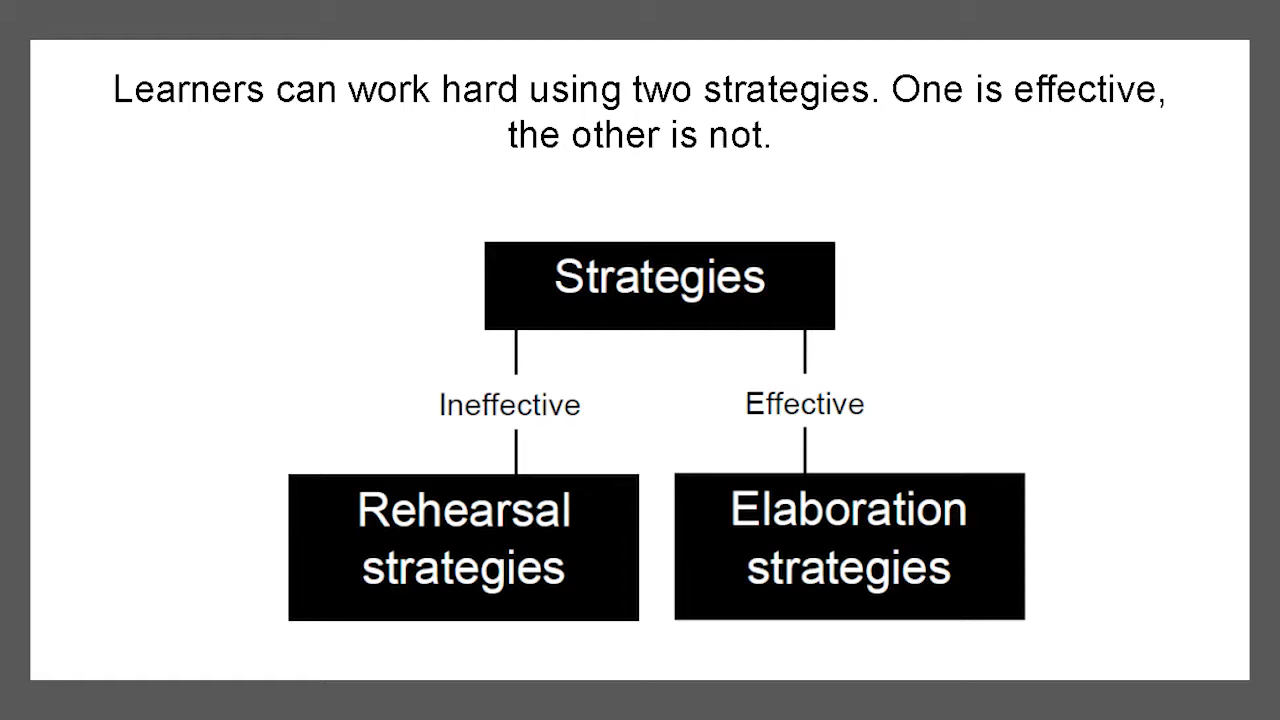 Learners can work hard using two strategies. One is effective,
the other is not.
Strategies
Ineffective
Effective
Rehearsal
strategies
Elaboration
strategies